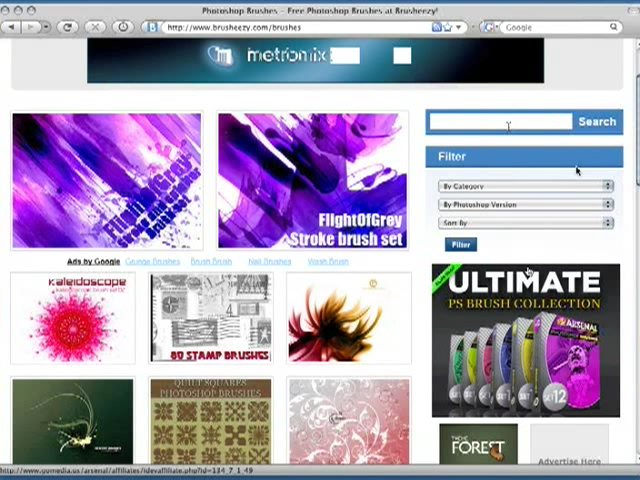 Photoshop Brushes - Free Photoshop Brushes at Brusheezy!
http://www.brusheezy.com/brushes
Google
metronix
Search
Filter
By Category
By Photoshop Version
Sort By
Filter
FlightOfGrey
Stroke brush set
Ads by Google
Grunge Brushes
Brush Brush
Nail Brushes
Wash Brush
kaleidoscope
80 STAMP BRUSHES
ULTIMATE
PS BRUSH COLLECTION
ARSENAL
SET 12
QUILT SQUARES
PHOTOSHOP BRUSHES
FOREST
Advertise Here
http://www.gomedia.us/arsenal/affiliates/idevaffiliate.php?id=134_7_1_49